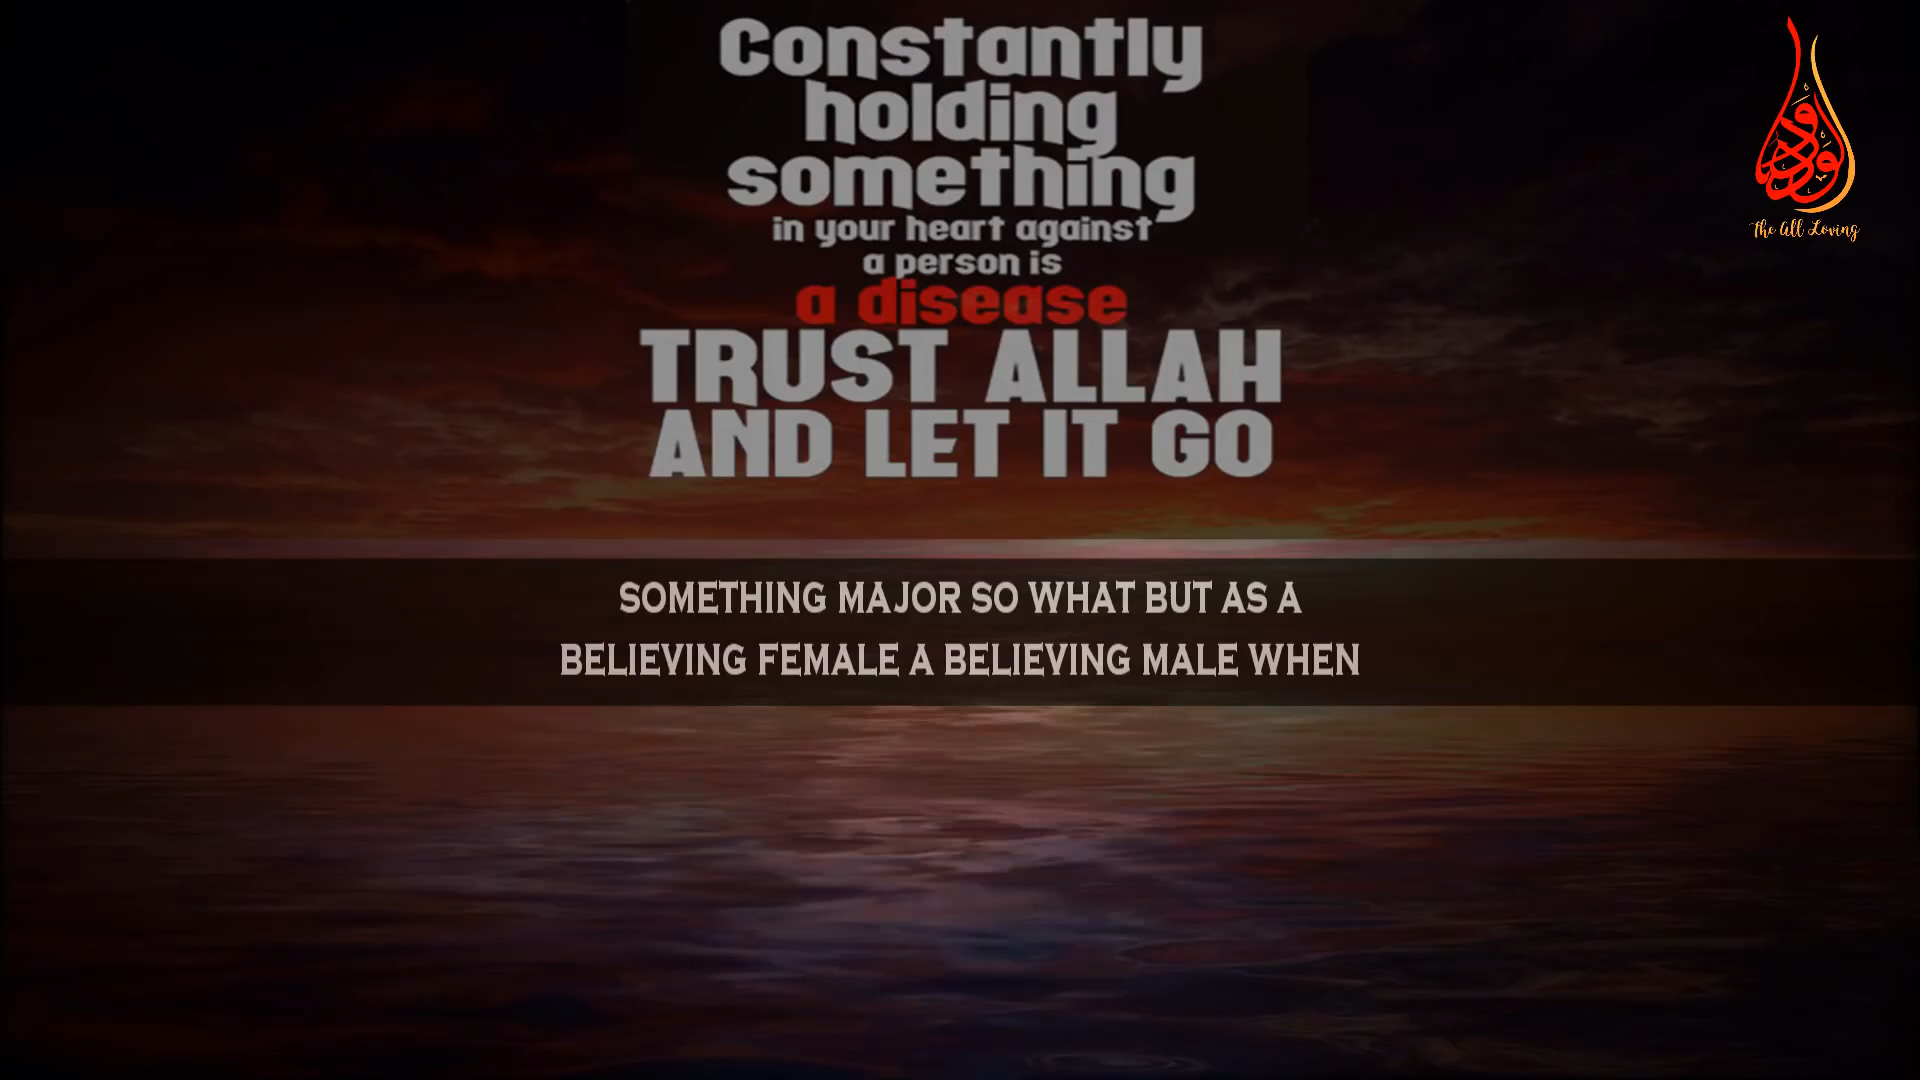 Constantly
holding
something
in your heart against
a person is
a disease
TRUST ALLAH
AND LET IT GO
The All Loving
SOMETHING MAJOR SO WHAT BUT AS A
BELIEVING FEMALE A BELIEVING MALE WHEN